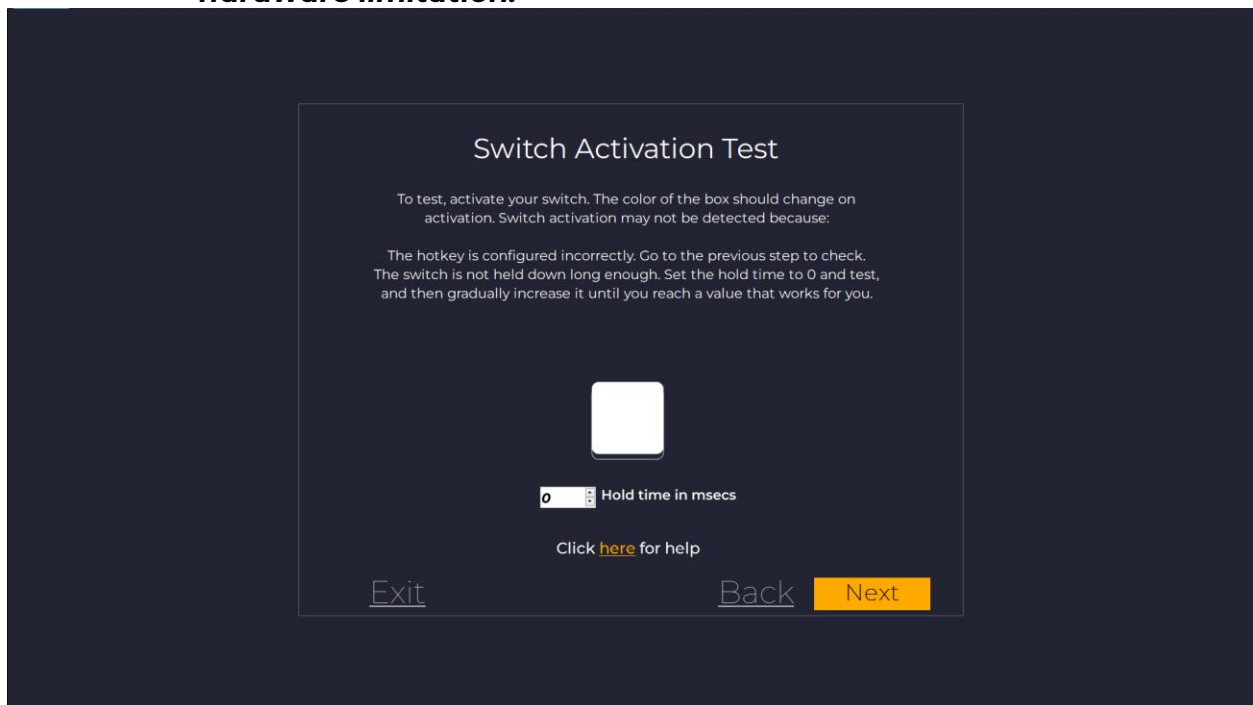 hardware limitation.
Switch Activation Test
To test, activate your switch. The color of the box should change on
activation. Switch activation may not be detected because:
The hotkey is configured incorrectly. Go to the previous step to check.
The switch is not held down long enough. Set the hold time to 0 and test,
and then gradually increase it until you reach a value that works for you.
0 Hold time in msecs
Click here for help
Exit Back Next